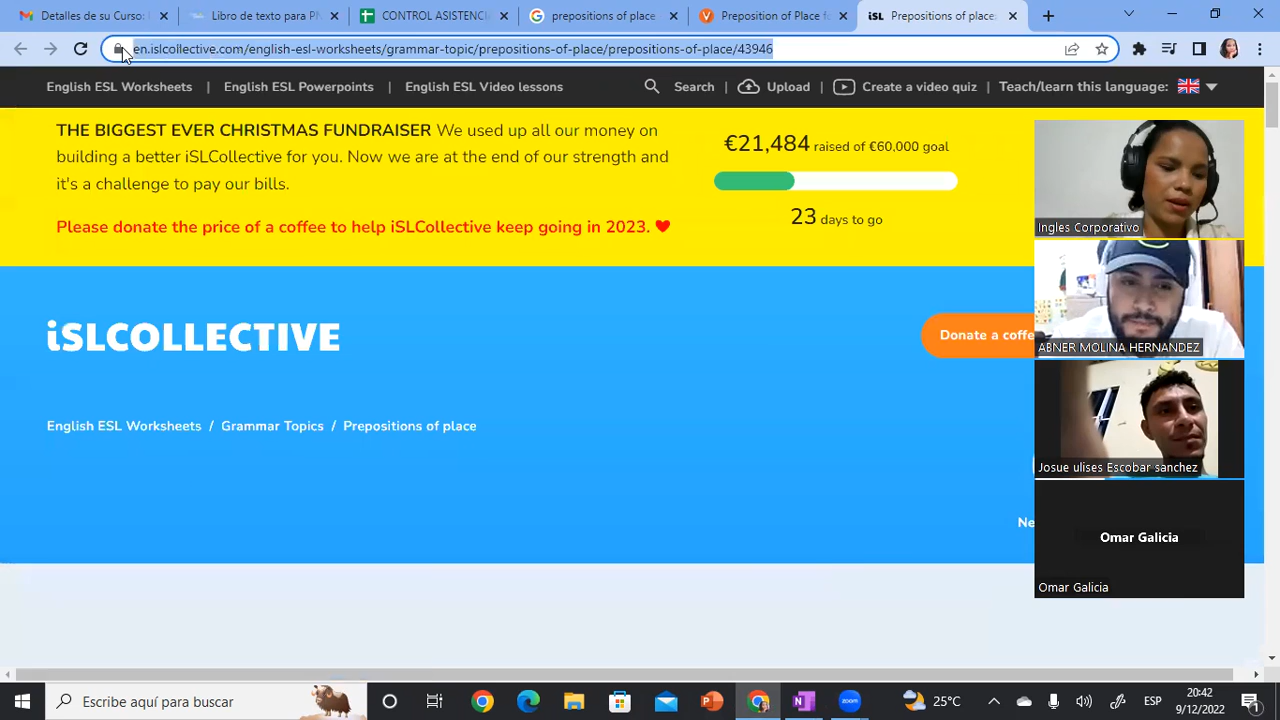 Detalles de su Curso:
Libro de texto para PN
CONTROL ASISTENCI
prepositions of place
Preposition of Place fo
Prepositions of place:
en.islcollective.com/english-esl-worksheets/grammar-topic/prepositions-of-place/prepositions-of-place/43946
English ESL Worksheets | English ESL Powerpoints | English ESL Video lessons
Search | Upload | Create a video quiz | Teach/learn this language:
THE BIGGEST EVER CHRISTMAS FUNDRAISER We used up all our money on
building a better iSLCollective for you. Now we are at the end of our strength and
it's a challenge to pay our bills.
Please donate the price of a coffee to help iSLCollective keep going in 2023. ❤
€21,484 raised of €60,000 goal
23 days to go
iSLCOLLECTIVE
Donate a coffe
English ESL Worksheets / Grammar Topics / Prepositions of place
Ne
Ingles Corporativo
ABNER MOLINA HERNANDEZ
Josue ulises Escobar sanchez
Omar Galicia
Omar Galicia
Escribe aquí para buscar
zoom
25°C
ESP
20:42
9/12/2022
1